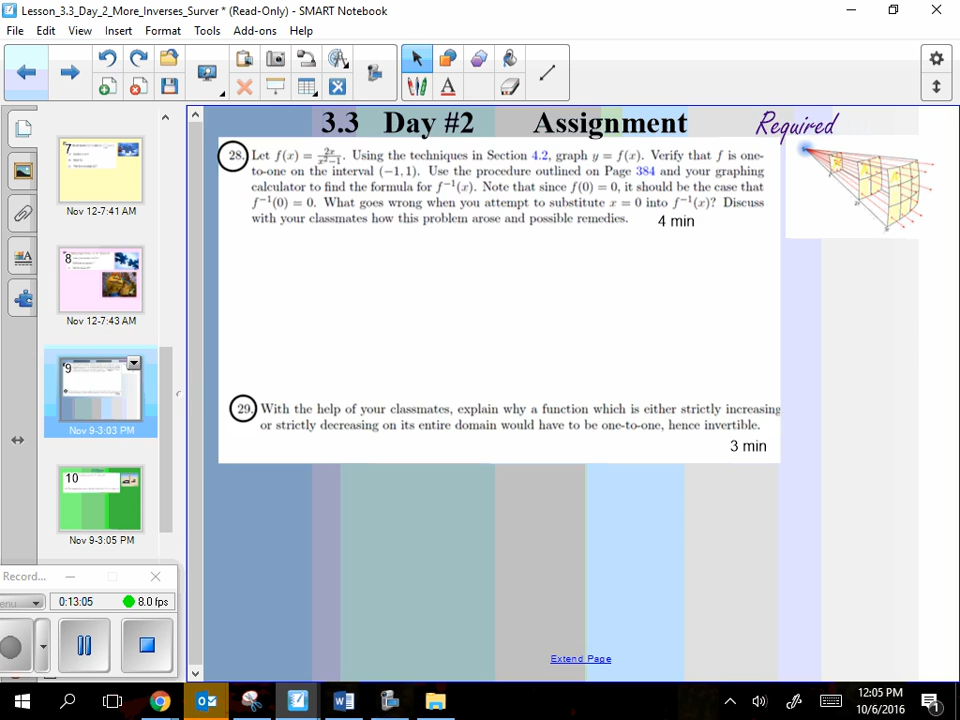 Lesson_3.3_Day_2_More_Inverses_Surver * (Read-Only) - SMART Notebook
File Edit View Insert Format Tools Add-ons Help
3.3 Day #2 Assignment
Required
28. Let f(x) = 2x/(x²−1). Using the techniques in Section 4.2, graph y = f(x). Verify that f is one-
to-one on the interval (−1, 1). Use the procedure outlined on Page 384 and your graphing
calculator to find the formula for f⁻¹(x). Note that since f(0) = 0, it should be the case that
f⁻¹(0) = 0. What goes wrong when you attempt to substitute x = 0 into f⁻¹(x)? Discuss
with your classmates how this problem arose and possible remedies.
4 min
29. With the help of your classmates, explain why a function which is either strictly increasing
or strictly decreasing on its entire domain would have to be one-to-one, hence invertible.
3 min
Extend Page
7
Nov 12-7:41 AM
8
Nov 12-7:43 AM
9
Nov 9-3:03 PM
10
Nov 9-3:05 PM
Record...
enu
0:13:05
8.0 fps
12:05 PM
10/6/2016
1